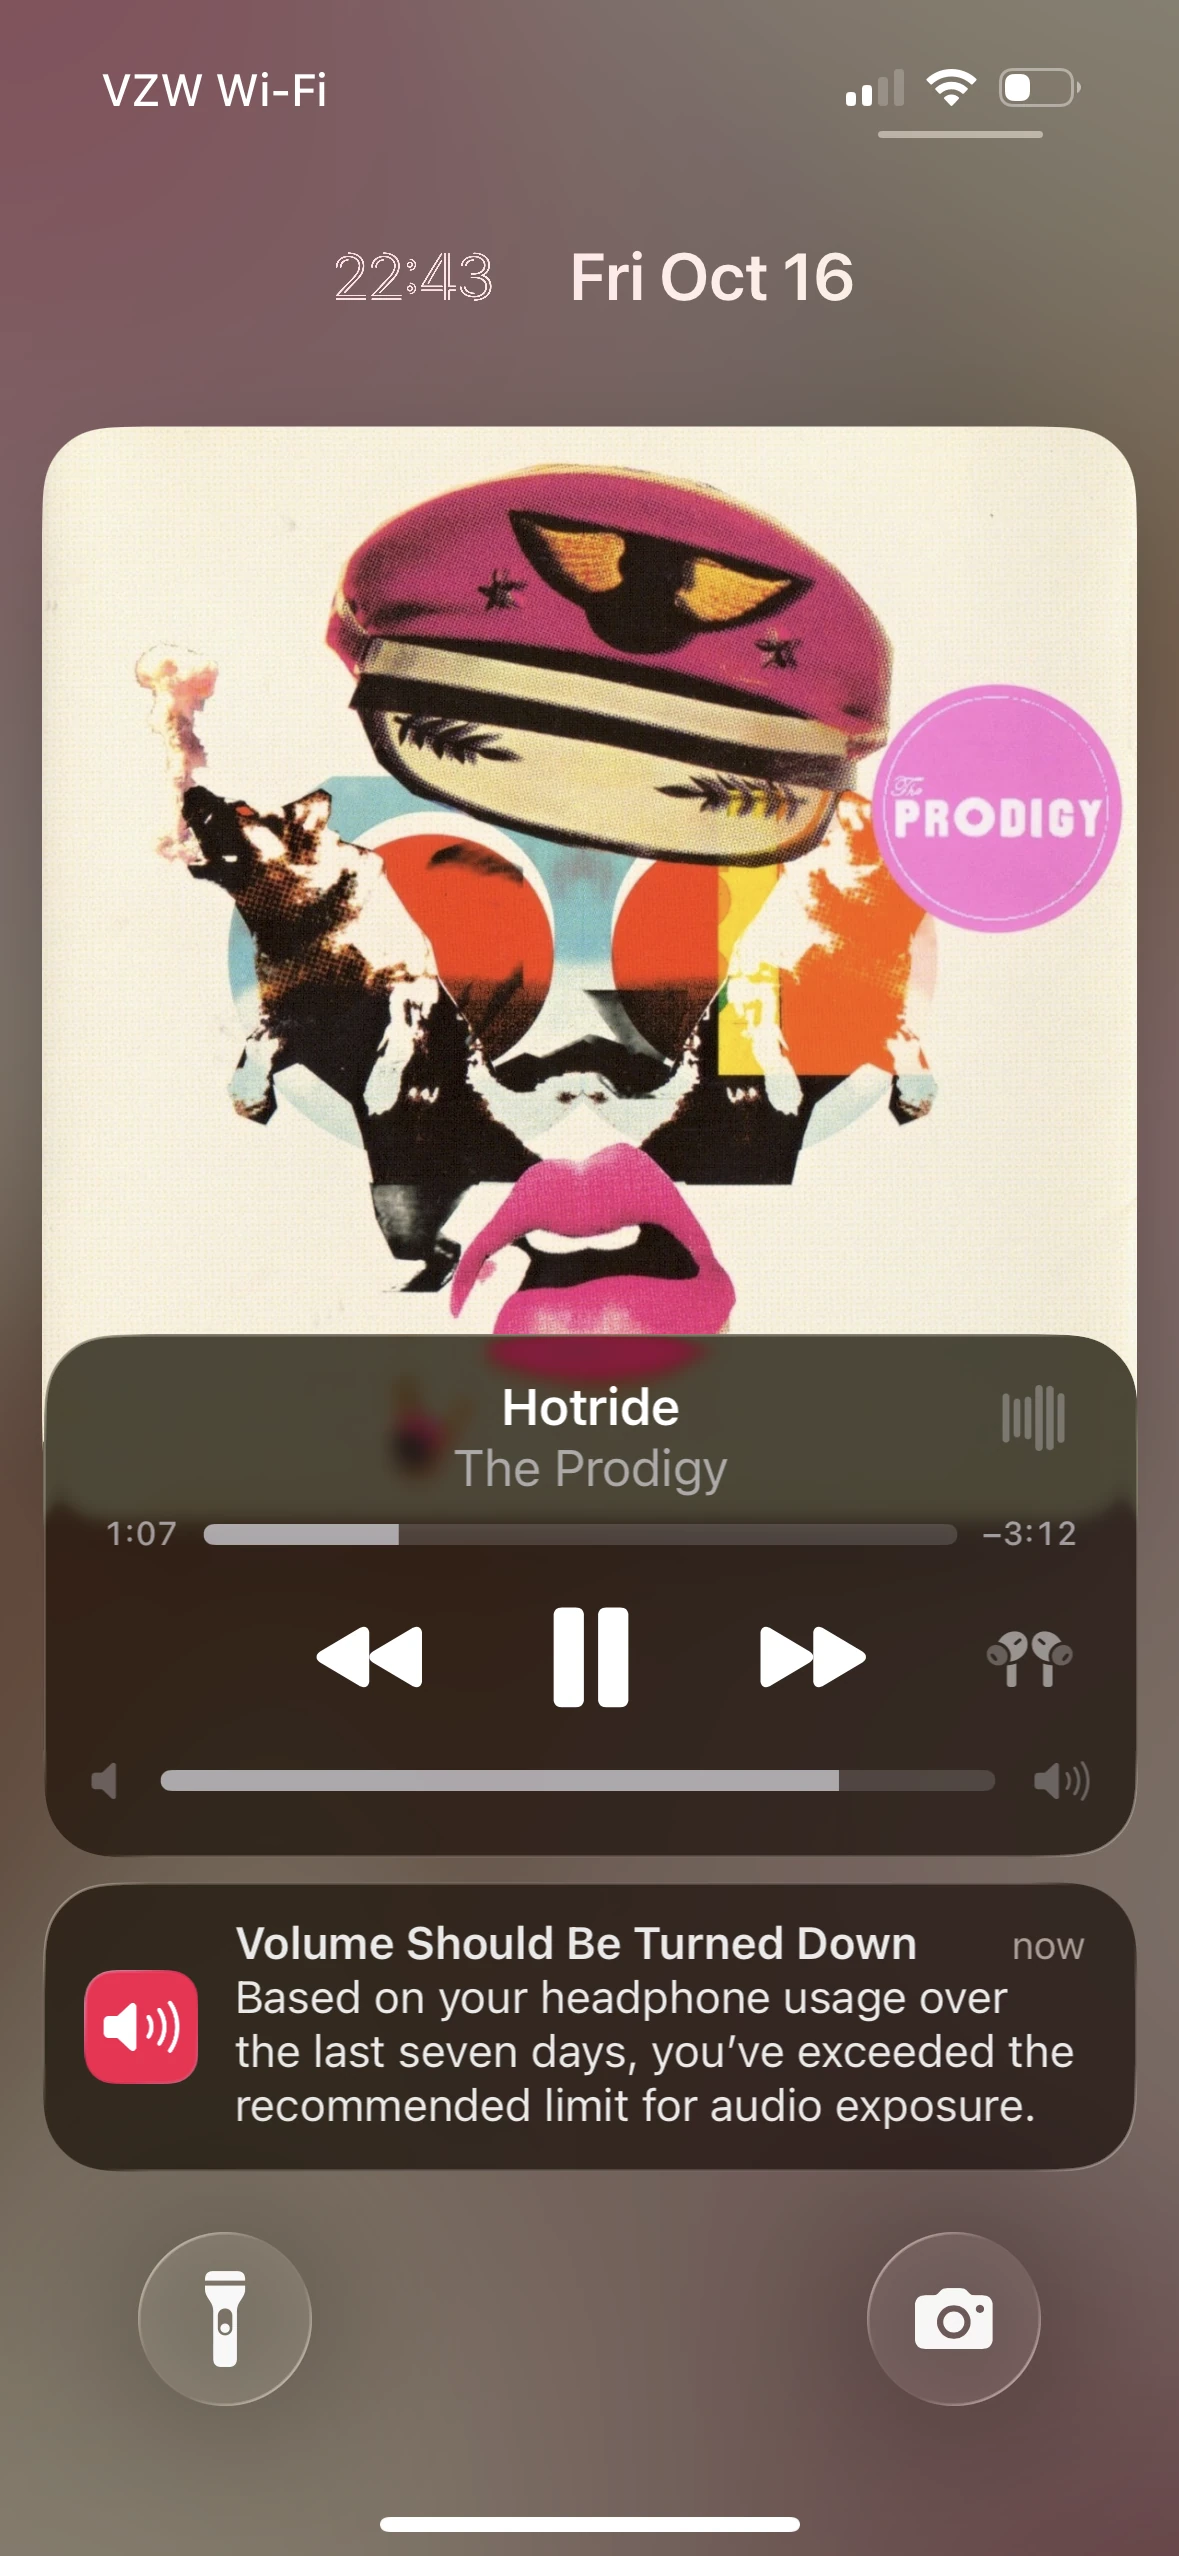 VZW Wi-Fi
22:43 Fri Oct 16
The
PRODIGY
Hotride
The Prodigy
1:07 –3:12
Volume Should Be Turned Down now
Based on your headphone usage over
the last seven days, you’ve exceeded the
recommended limit for audio exposure.